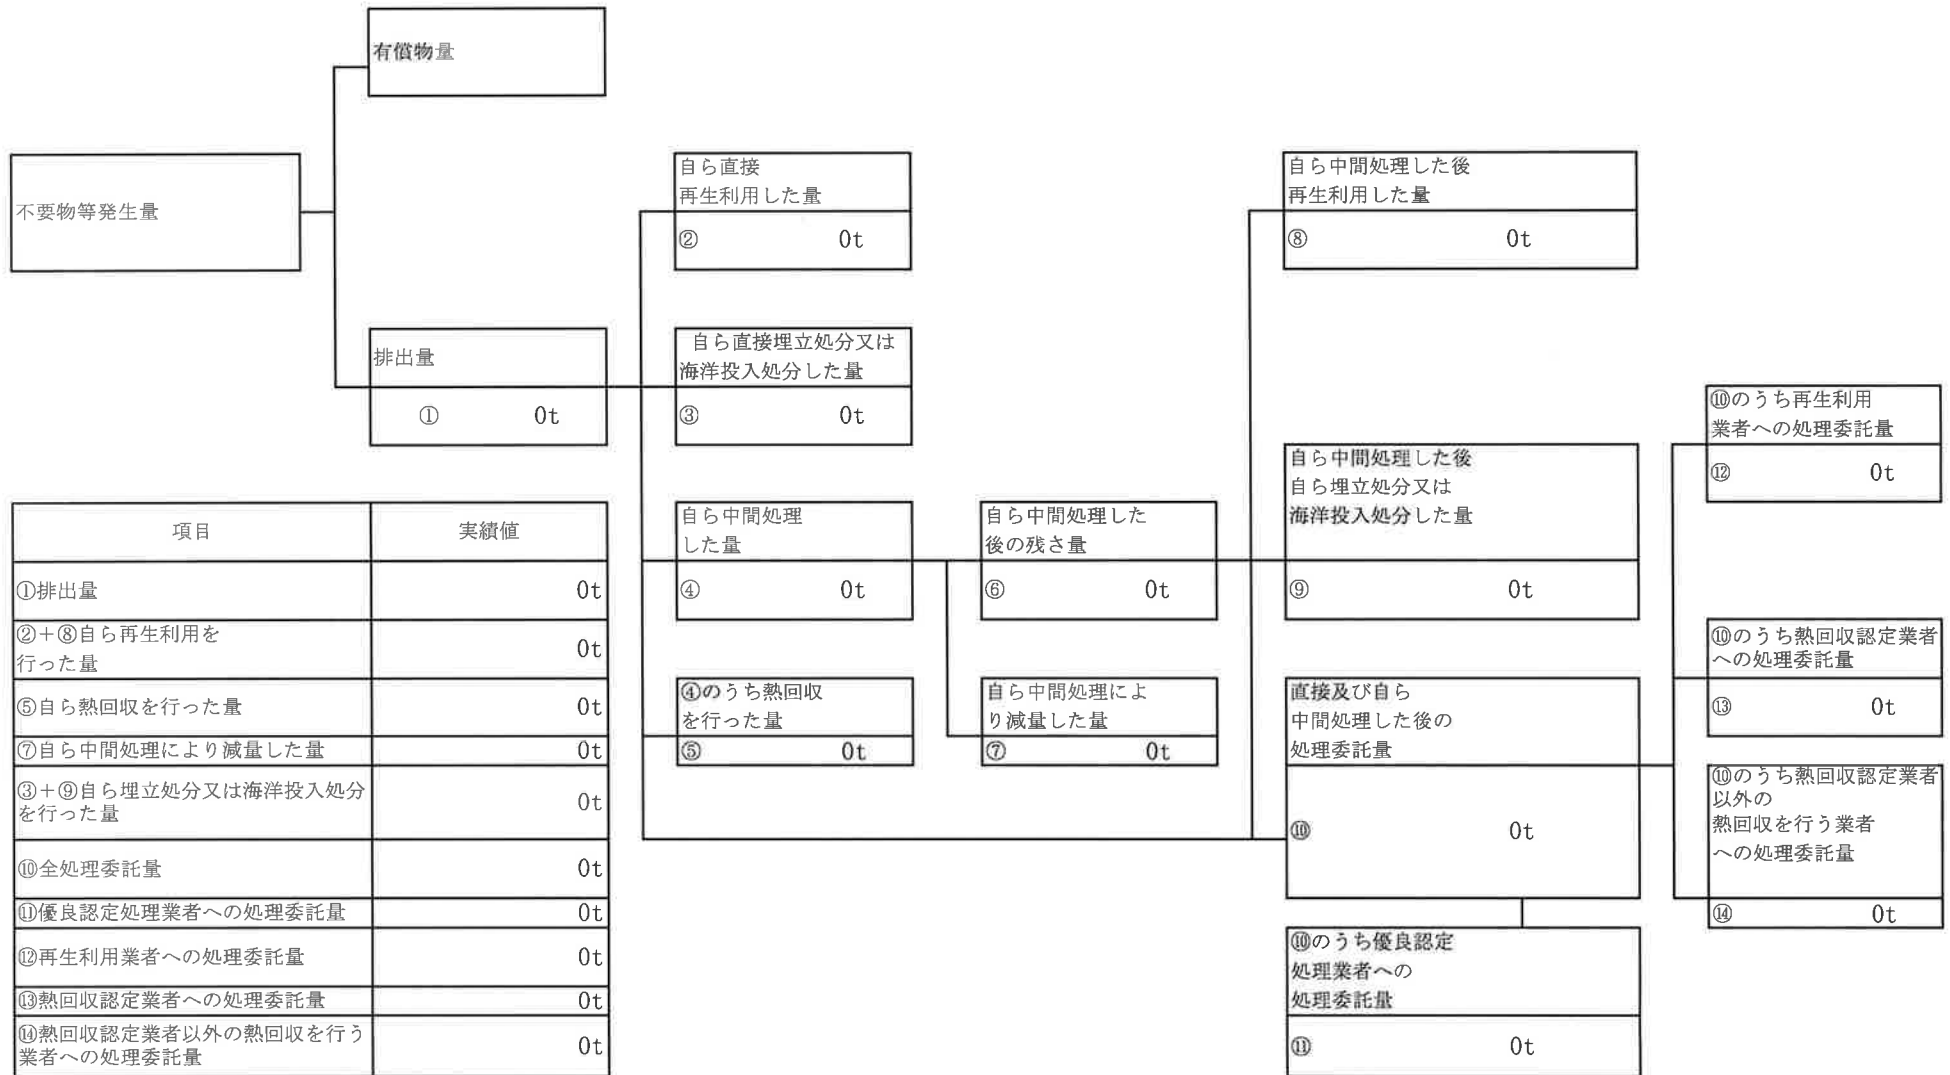 有償物量
不要物等発生量
自ら直接
再生利用した量
② 0t
自ら中間処理した後
再生利用した量
⑧ 0t
排出量
① 0t
自ら直接埋立処分又は
海洋投入処分した量
③ 0t
⑩のうち再生利用
業者への処理委託量
⑫ 0t
自ら中間処理した後
自ら埋立処分又は
海洋投入処分した量
⑨ 0t
自ら中間処理
した量
④ 0t
自ら中間処理した
後の残さ量
⑥ 0t
⑩のうち熱回収認定業者
への処理委託量
⑬ 0t
④のうち熱回収
を行った量
⑤ 0t
自ら中間処理によ
り減量した量
⑦ 0t
直接及び自ら
中間処理した後の
処理委託量
⑩ 0t
⑩のうち熱回収認定業者
以外の
熱回収を行う業者
への処理委託量
⑭ 0t
⑩のうち優良認定
処理業者への
処理委託量
⑪ 0t
項目 実績値
①排出量 0t
②+⑧自ら再生利用を
行った量 0t
⑤自ら熱回収を行った量 0t
⑦自ら中間処理により減量した量 0t
③+⑨自ら埋立処分又は海洋投入処分
を行った量 0t
⑩全処理委託量 0t
⑪優良認定処理業者への処理委託量 0t
⑫再生利用業者への処理委託量 0t
⑬熱回収認定業者への処理委託量 0t
⑭熱回収認定業者以外の熱回収を行う
業者への処理委託量 0t